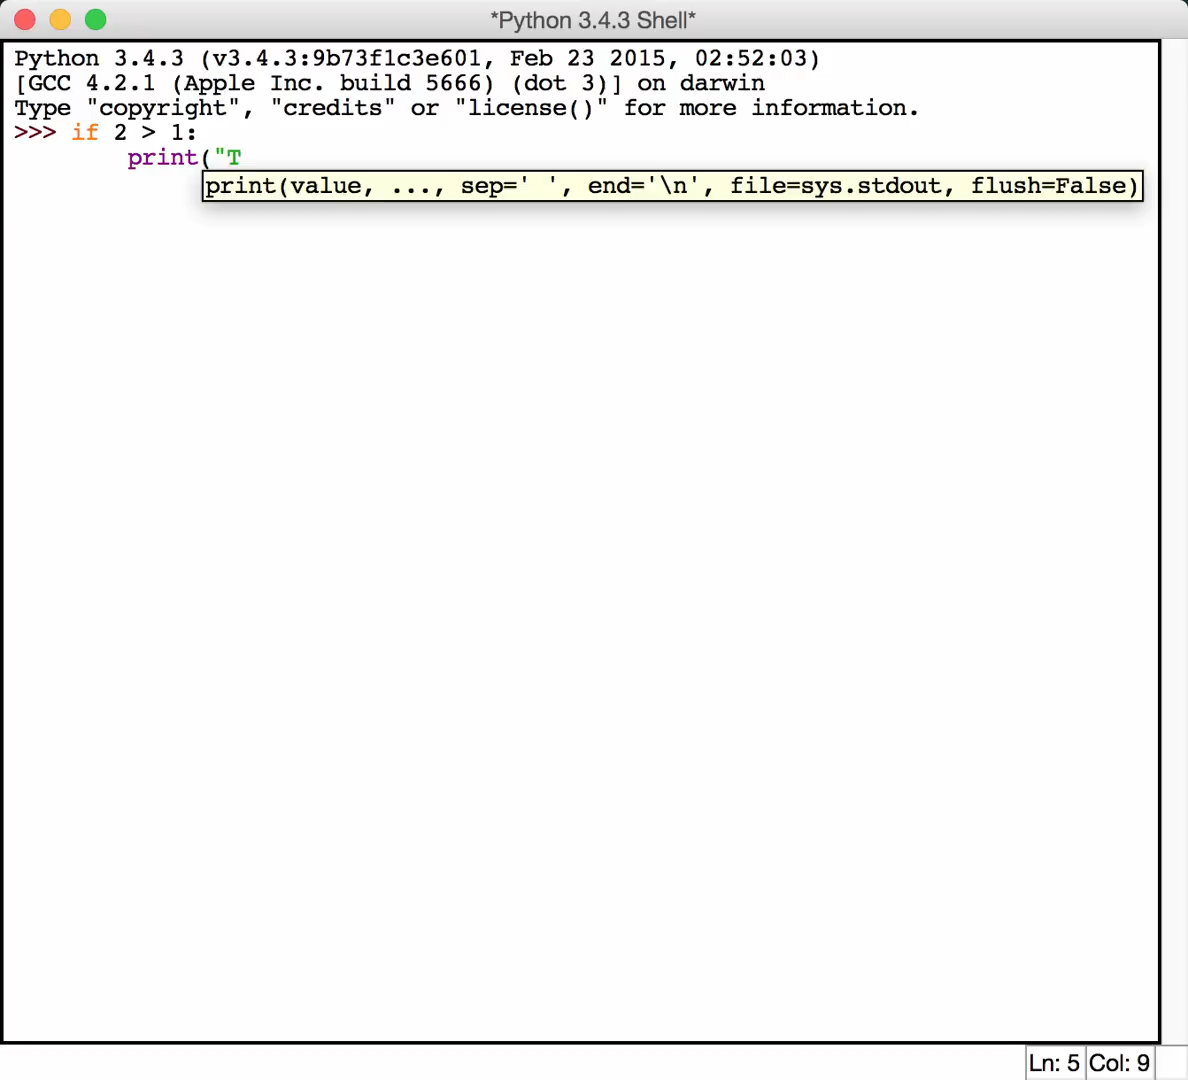 *Python 3.4.3 Shell*
Python 3.4.3 (v3.4.3:9b73f1c3e601, Feb 23 2015, 02:52:03)
[GCC 4.2.1 (Apple Inc. build 5666) (dot 3)] on darwin
Type "copyright", "credits" or "license()" for more information.
>>> if 2 > 1:
        print("T
print(value, ..., sep=' ', end='\n', file=sys.stdout, flush=False)
Ln: 5 Col: 9